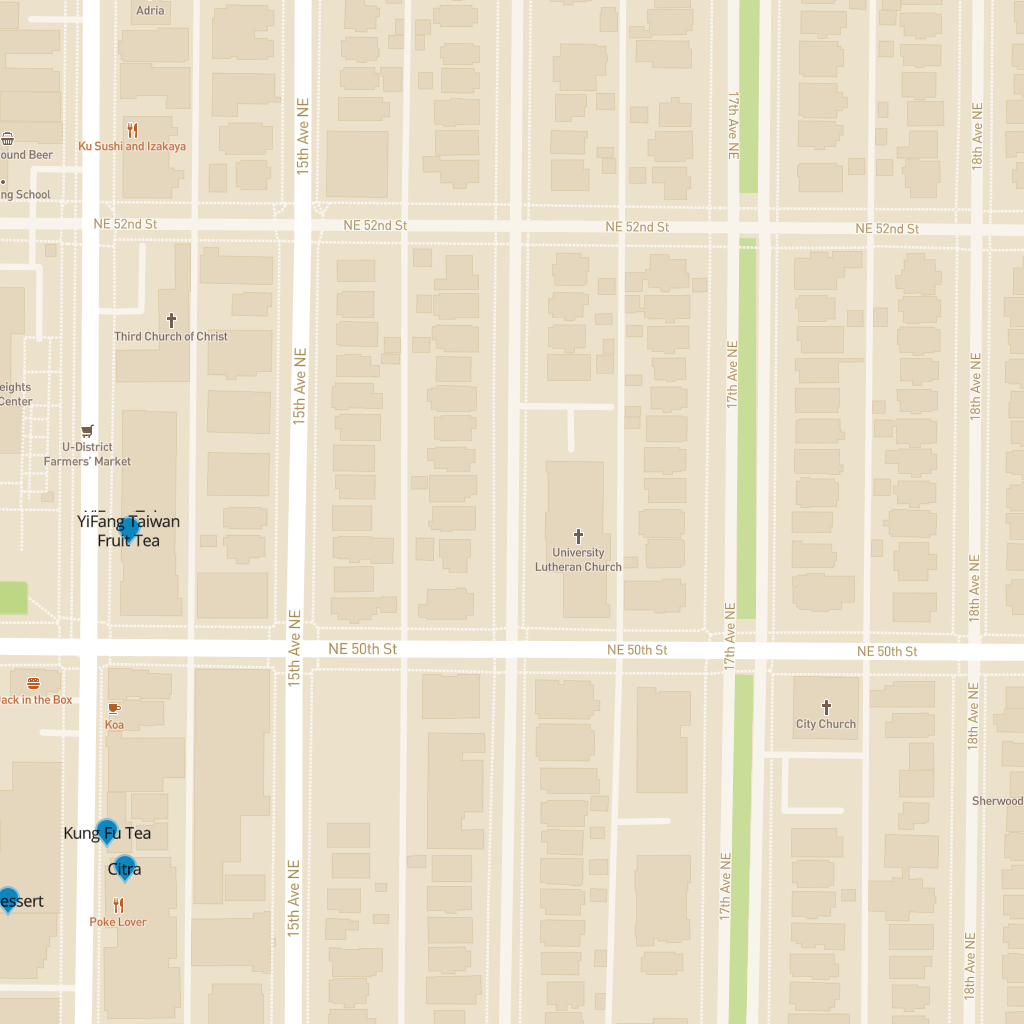 Adria
Ku Sushi and Izakaya
ound Beer
ng School
15th Ave NE
17th Ave NE
18th Ave NE
NE 52nd St
NE 52nd St
NE 52nd St
NE 52nd St
Third Church of Christ
eights
Center
15th Ave NE
17th Ave NE
18th Ave NE
U-District
Farmers' Market
YiFang Taiwan
Fruit Tea
University
Lutheran Church
15th Ave NE
17th Ave NE
18th Ave NE
NE 50th St
NE 50th St
NE 50th St
Jack in the Box
Koa
City Church
18th Ave NE
Sherwood
Kung Fu Tea
Citra
essert
Poke Lover
15th Ave NE
17th Ave NE
18th Ave NE